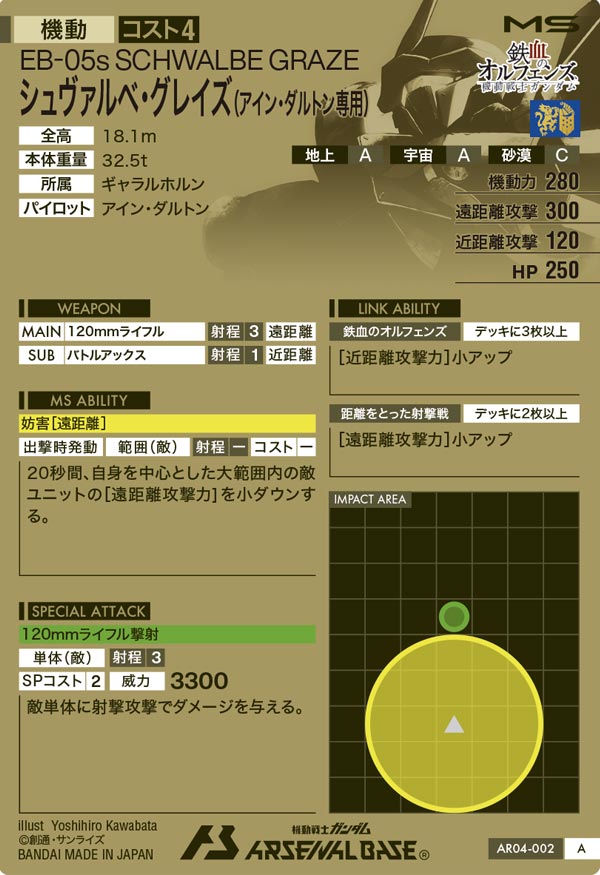 機動 コスト4 MS
EB-05s SCHWALBE GRAZE
シュヴァルベ・グレイズ(アイン・ダルトン専用)
鉄血の
オルフェンズ
機動戦士ガンダム
全高 18.1m
本体重量 32.5t
所属 ギャラルホルン
パイロット アイン・ダルトン
地上 A 宇宙 A 砂漠 C
機動力 280
遠距離攻撃 300
近距離攻撃 120
HP 250
WEAPON
MAIN 120mmライフル 射程 3 遠距離
SUB バトルアックス 射程 1 近距離
MS ABILITY
妨害[遠距離]
出撃時発動 範囲(敵) 射程 ー コスト ー
20秒間、自身を中心とした大範囲内の敵
ユニットの[遠距離攻撃力]を小ダウンす
る。
SPECIAL ATTACK
120mmライフル撃射
単体(敵) 射程 3
SPコスト 2 威力 3300
敵単体に射撃攻撃でダメージを与える。
LINK ABILITY
鉄血のオルフェンズ デッキに3枚以上
[近距離攻撃力]小アップ
距離をとった射撃戦 デッキに2枚以上
[遠距離攻撃力]小アップ
IMPACT AREA
illust Yoshihiro Kawabata
©創通・サンライズ
BANDAI MADE IN JAPAN
機動戦士ガンダム
ARSENAL BASE®
AR04-002 A